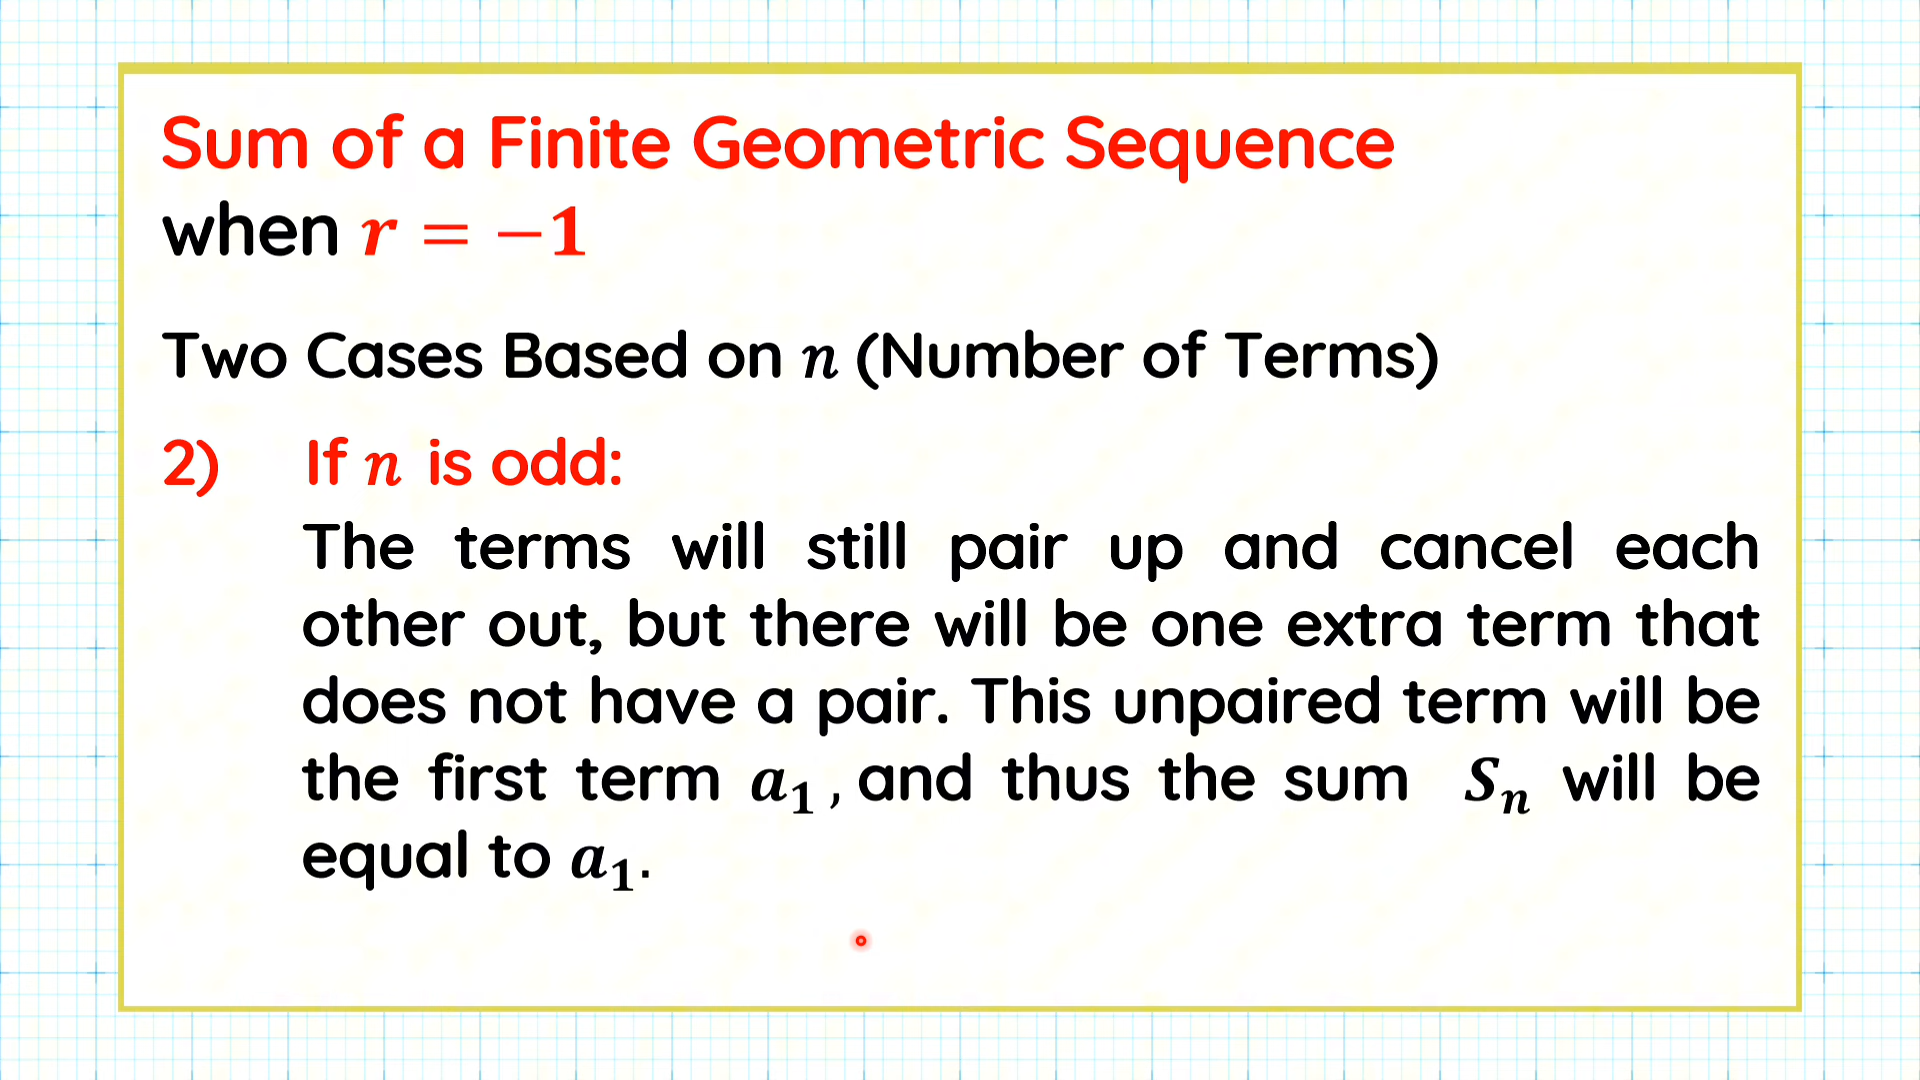 Sum of a Finite Geometric Sequence
when r = −1
Two Cases Based on n (Number of Terms)
2) If n is odd:
The terms will still pair up and cancel each
other out, but there will be one extra term that
does not have a pair. This unpaired term will be
the first term a₁, and thus the sum Sₙ will be
equal to a₁.